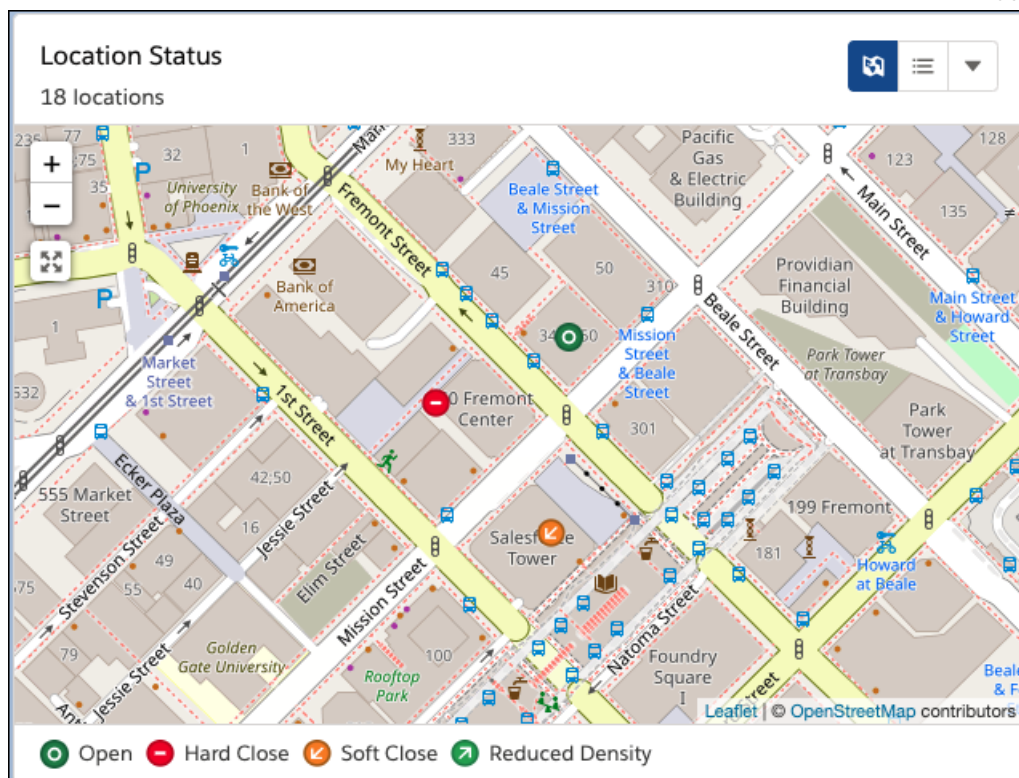 Location Status
18 locations
+
−
235
77
75
32
1
35
P
University
of Phoenix
Bank of
the West
My Heart
333
Beale Street
& Mission
Street
Pacific
Gas
& Electric
Building
123
128
135
Main Street
Fremont Street
Bank of
America
45
50
310
Beale Street
Providian
Financial
Building
Main Street
& Howard
Street
P
1
532
Market
Street
& 1st Street
Mission
Street
& Beale
Street
Park Tower
at Transbay
1st Street
0 Fremont
Center
301
Park
Tower
at Transbay
Ecker Plaza
42;50
555 Market
Street
16
Jessie Street
Stevenson Street
Elim Street
49
40
55
Tower
199 Fremont
181
Howard
at Beale
Mission Street
79
Jessie Street
Golden
Gate University
100
Rooftop
Park
Natoma Street
Foundry
Square
I
Leaflet | © OpenStreetMap contributors
Open
Hard Close
Soft Close
Reduced Density